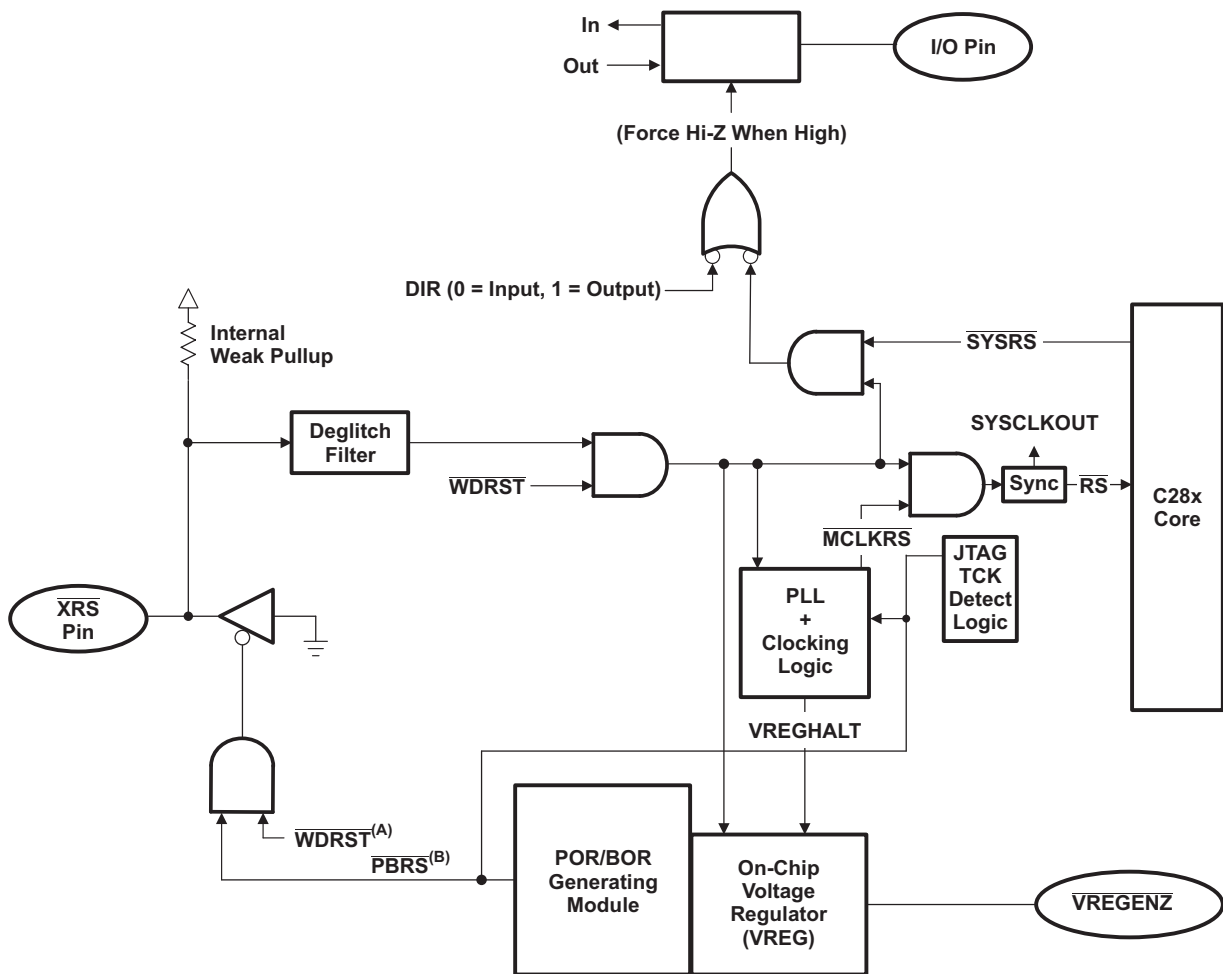 In
Out
I/O Pin
(Force Hi-Z When High)
DIR (0 = Input, 1 = Output)
Internal
Weak Pullup
SYSRS
Deglitch
Filter
WDRST
SYSCLKOUT
Sync
RS
C28x
Core
MCLKRS
JTAG
TCK
Detect
Logic
XRS
Pin
PLL
+
Clocking
Logic
VREGHALT
WDRST(A)
PBRS(B)
POR/BOR
Generating
Module
On-Chip
Voltage
Regulator
(VREG)
VREGENZ